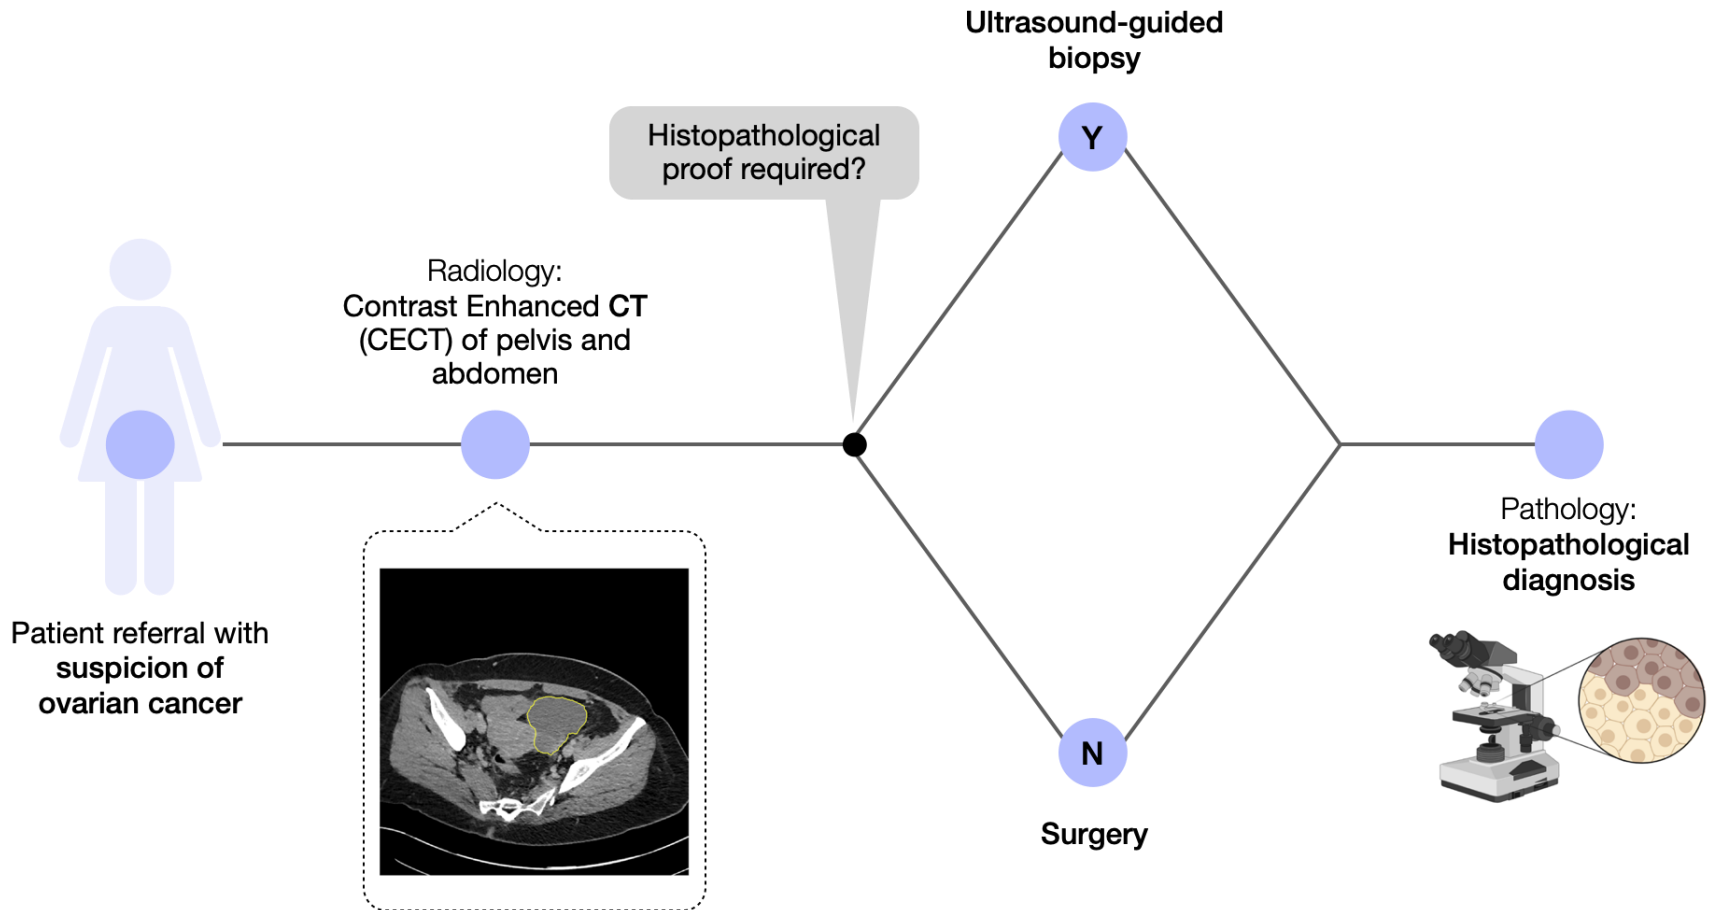 Ultrasound-guided
biopsy
Histopathological
proof required?
Y
Radiology:
Contrast Enhanced CT
(CECT) of pelvis and
abdomen
Patient referral with
suspicion of
ovarian cancer
Pathology:
Histopathological
diagnosis
N
Surgery